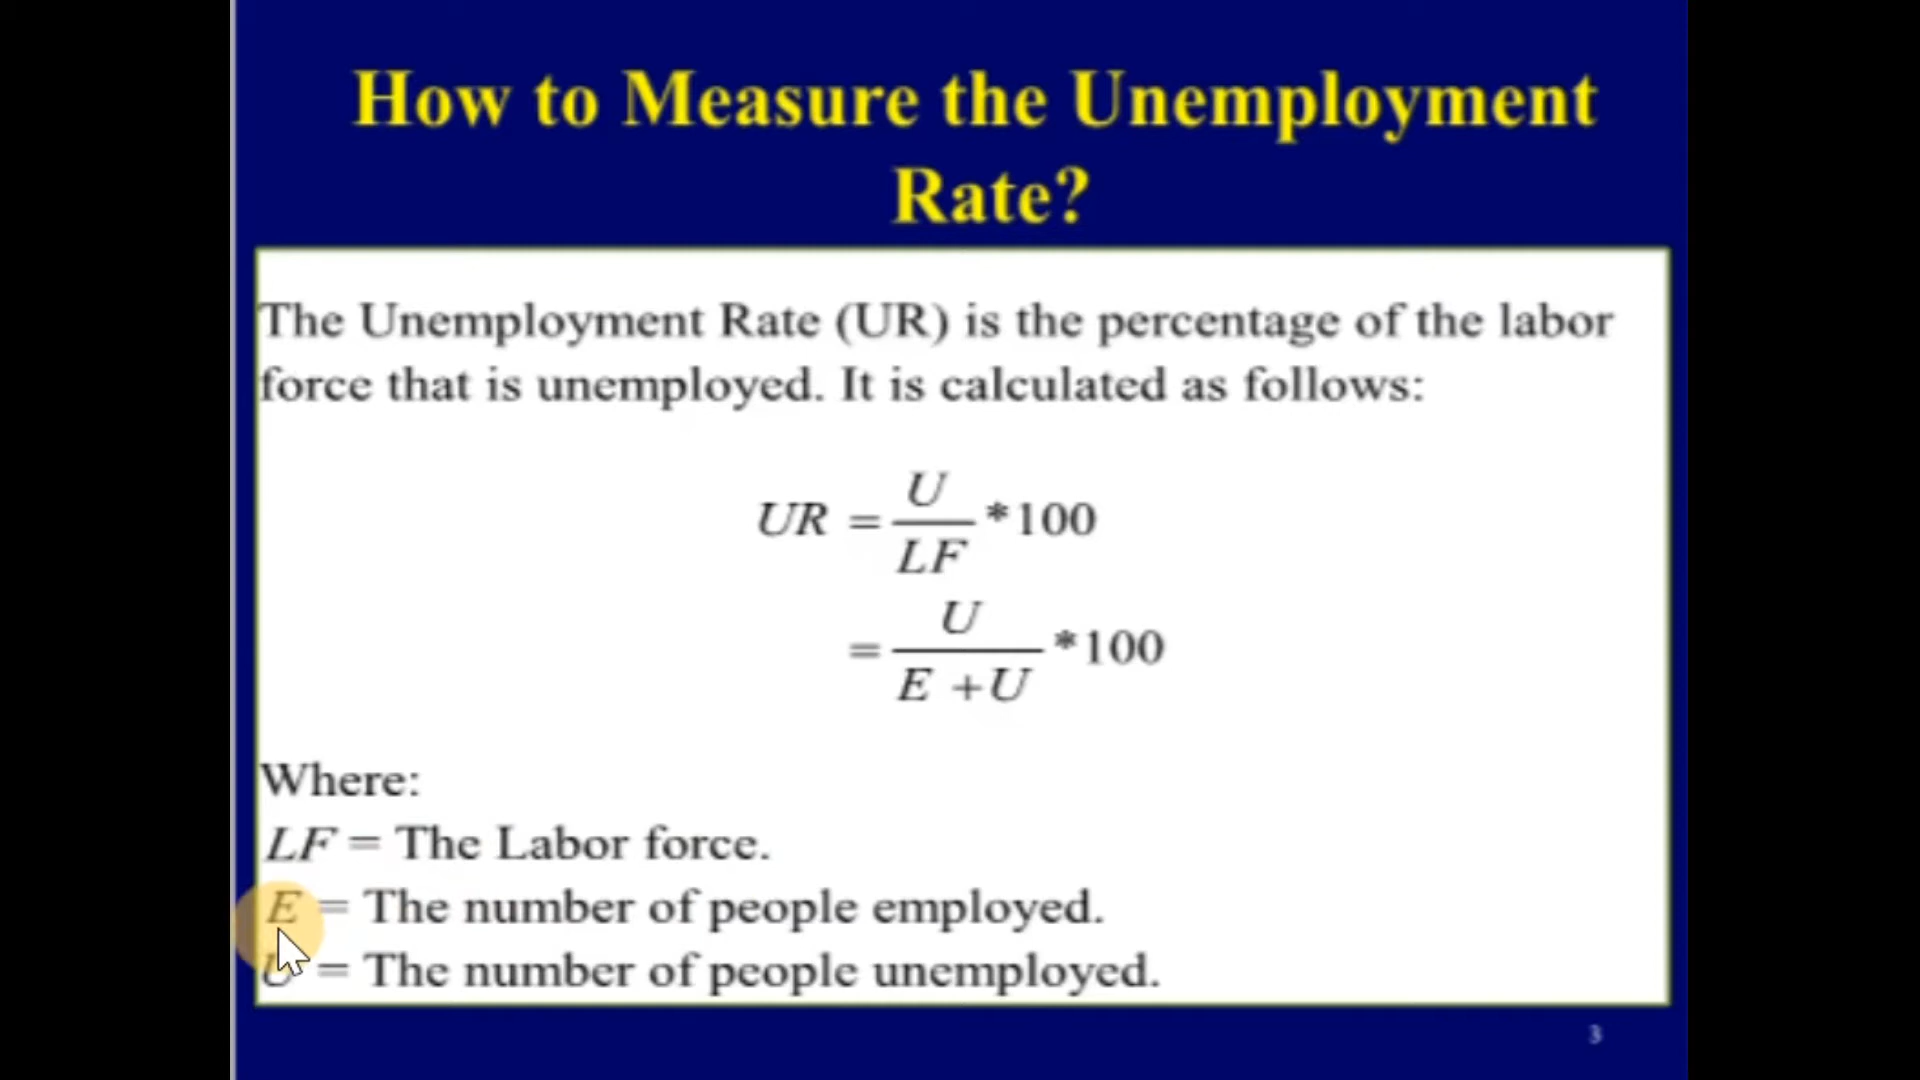 How to Measure the Unemployment
Rate?
The Unemployment Rate (UR) is the percentage of the labor
force that is unemployed. It is calculated as follows:
UR = U/LF *100
= U/E+U *100
Where:
LF = The Labor force.
E = The number of people employed.
U = The number of people unemployed.
3